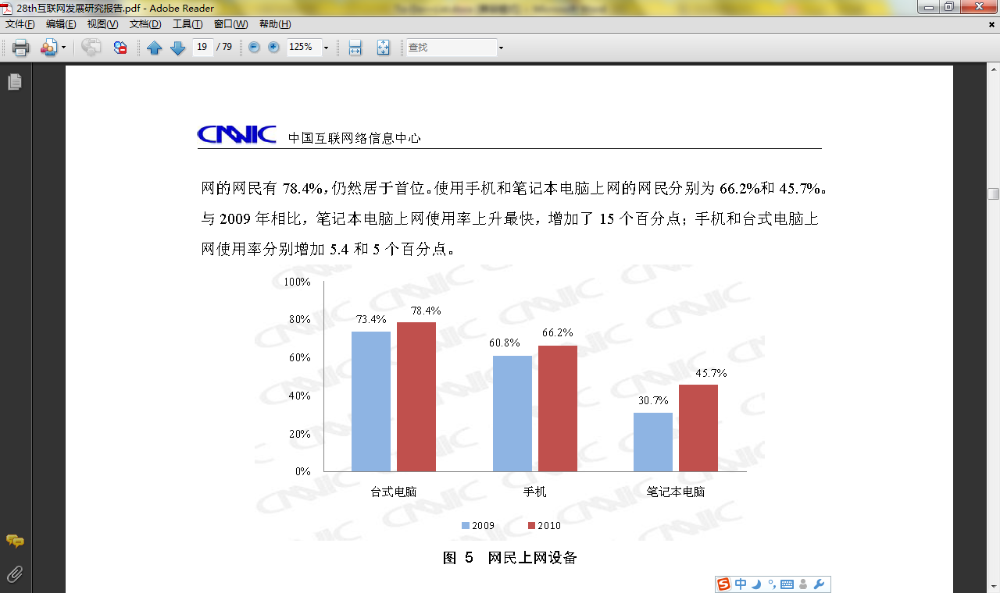 28th互联网发展研究报告.pdf - Adobe Reader
文件(F) 编辑(E) 视图(V) 文档(D) 工具(T) 窗口(W) 帮助(H)
19 / 79 125% 查找
CNNIC 中国互联网络信息中心
网的网民有 78.4%，仍然居于首位。使用手机和笔记本电脑上网的网民分别为 66.2%和 45.7%。
与 2009 年相比，笔记本电脑上网使用率上升最快，增加了 15 个百分点；手机和台式电脑上
网使用率分别增加 5.4 和 5 个百分点。
100%
80%
60%
40%
20%
0%
73.4%
78.4%
60.8%
66.2%
30.7%
45.7%
台式电脑 手机 笔记本电脑
2009 2010
图 5 网民上网设备
中